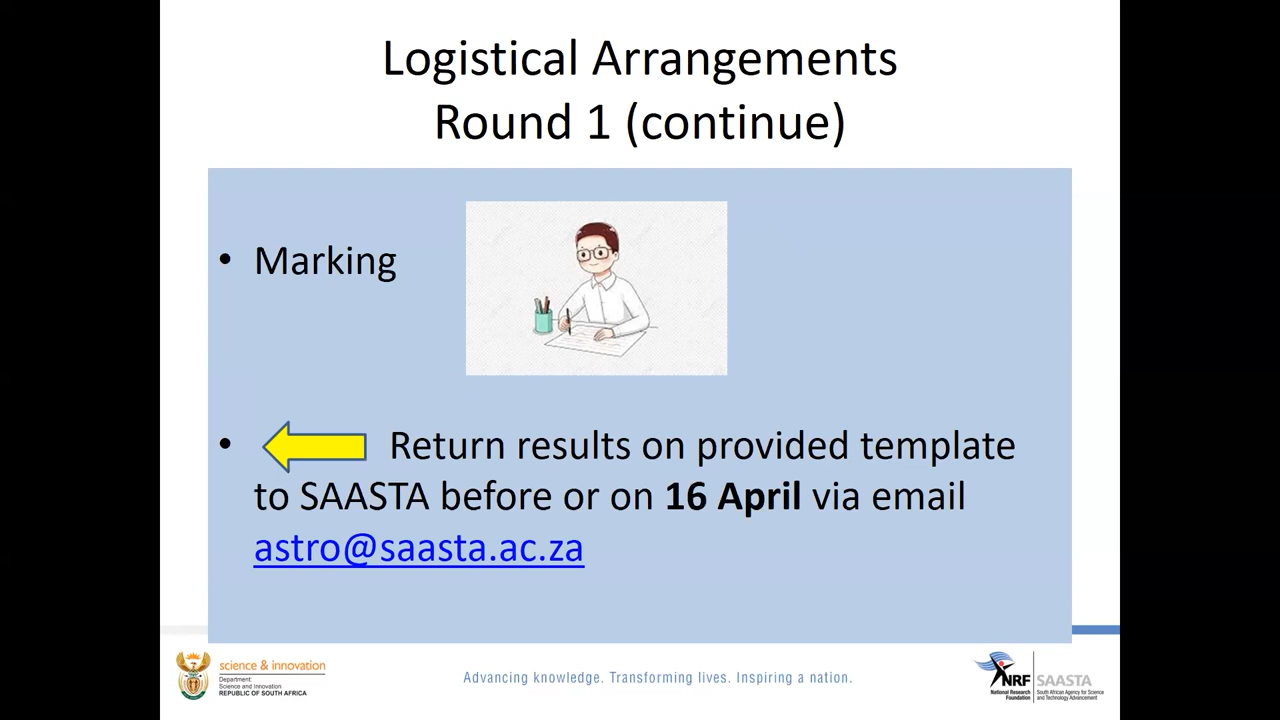 Logistical Arrangements
Round 1 (continue)
• Marking
• Return results on provided template
to SAASTA before or on 16 April via email
astro@saasta.ac.za
science & innovation
Department:
Science and Innovation
REPUBLIC OF SOUTH AFRICA
Advancing knowledge. Transforming lives. Inspiring a nation.
NRF
National Research
Foundation
SAASTA
South African Agency for Science
and Technology Advancement